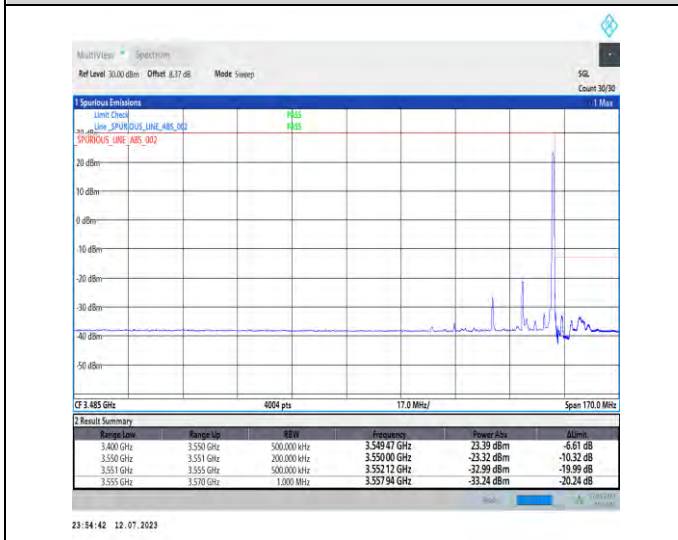 MultiView Spectrum
Ref Level 30.00 dBm Offset 8.37 dB Mode Sweep SGL
Count 30/30
1 Spurious Emissions 1 Max
Limit Check PASS
Line _SPURIOUS_LINE_ABS_002 PASS
30 dBm
_SPURIOUS_LINE_ABS_002
20 dBm
10 dBm
0 dBm
-10 dBm
-20 dBm
-30 dBm
-40 dBm
-50 dBm
CF 3.485 GHz 4004 pts 17.0 MHz/ Span 170.0 MHz
2 Result Summary
Range Low Range Up RBW Frequency Power Abs ΔLimit
3.400 GHz 3.550 GHz 500.000 kHz 3.549 47 GHz 23.39 dBm -6.61 dB
3.550 GHz 3.551 GHz 200.000 kHz 3.550 00 GHz -23.32 dBm -10.32 dB
3.551 GHz 3.555 GHz 500.000 kHz 3.552 12 GHz -32.99 dBm -19.99 dB
3.555 GHz 3.570 GHz 1.000 MHz 3.557 94 GHz -33.24 dBm -20.24 dB
23:54:42 12.07.2023